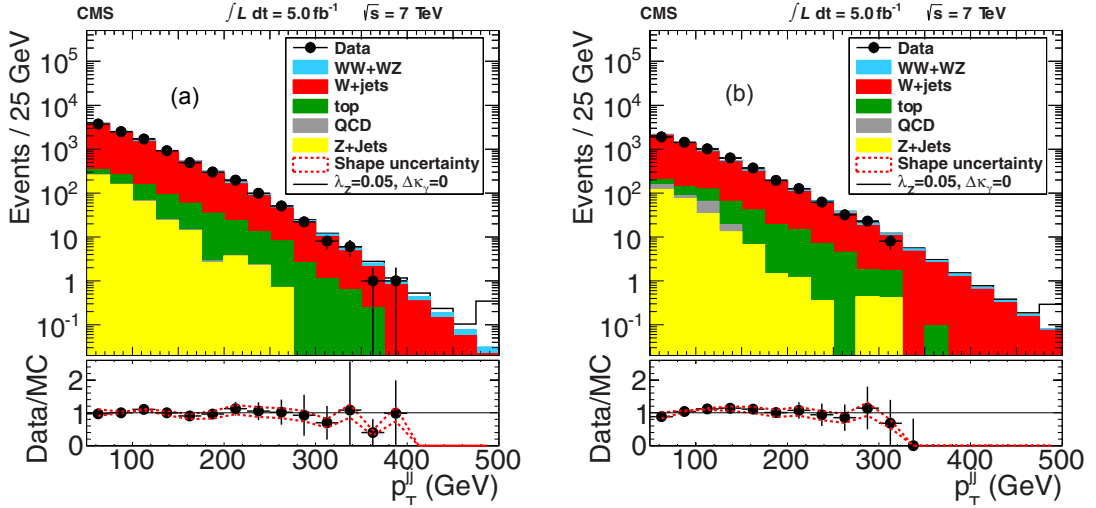 CMS ∫ L dt = 5.0 fb⁻¹ √s = 7 TeV
Events / 25 GeV
10⁵
10⁴
10³
10²
10
1
10⁻¹
(a)
Data
WW+WZ
W+jets
top
QCD
Z+Jets
Shape uncertainty
λ_Z=0.05, Δκ_γ=0
Data/MC
2
1
0
100 200 300 400 500
p_T^jj (GeV)
CMS ∫ L dt = 5.0 fb⁻¹ √s = 7 TeV
Events / 25 GeV
10⁵
10⁴
10³
10²
10
1
10⁻¹
(b)
Data
WW+WZ
W+jets
top
QCD
Z+Jets
Shape uncertainty
λ_Z=0.05, Δκ_γ=0
Data/MC
2
1
0
100 200 300 400 500
p_T^jj (GeV)